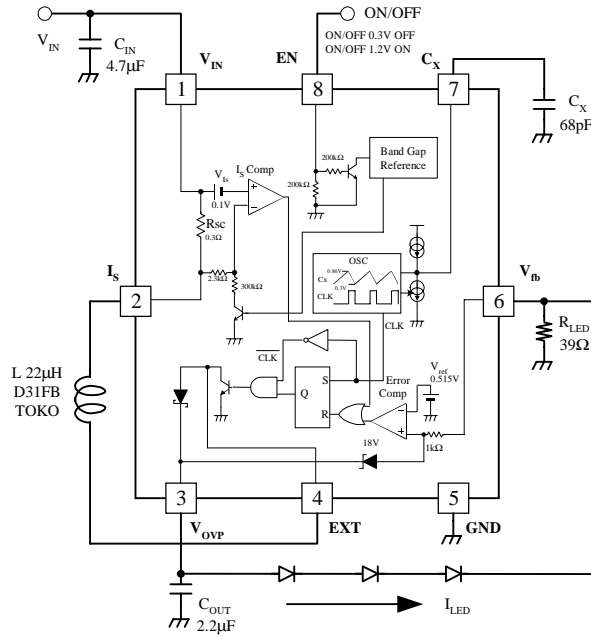 ON/OFF
V_IN
C_IN
4.7µF
V_IN
EN
ON/OFF 0.3V OFF
ON/OFF 1.2V ON
C_X
1
8
7
C_X
68pF
V_Is
0.1V
I_S Comp
200kΩ
200kΩ
Band Gap
Reference
Rsc
0.3Ω
I_S
2
2.3kΩ
300kΩ
OSC
0.86V
Cx
0.3V
CLK
CLK
V_fb
6
R_LED
39Ω
L 22µH
D31FB
TOKO
CLK
S
Q
R
Error
Comp
V_ref
0.515V
1kΩ
18V
3
4
5
V_OVP
EXT
GND
C_OUT
2.2µF
I_LED